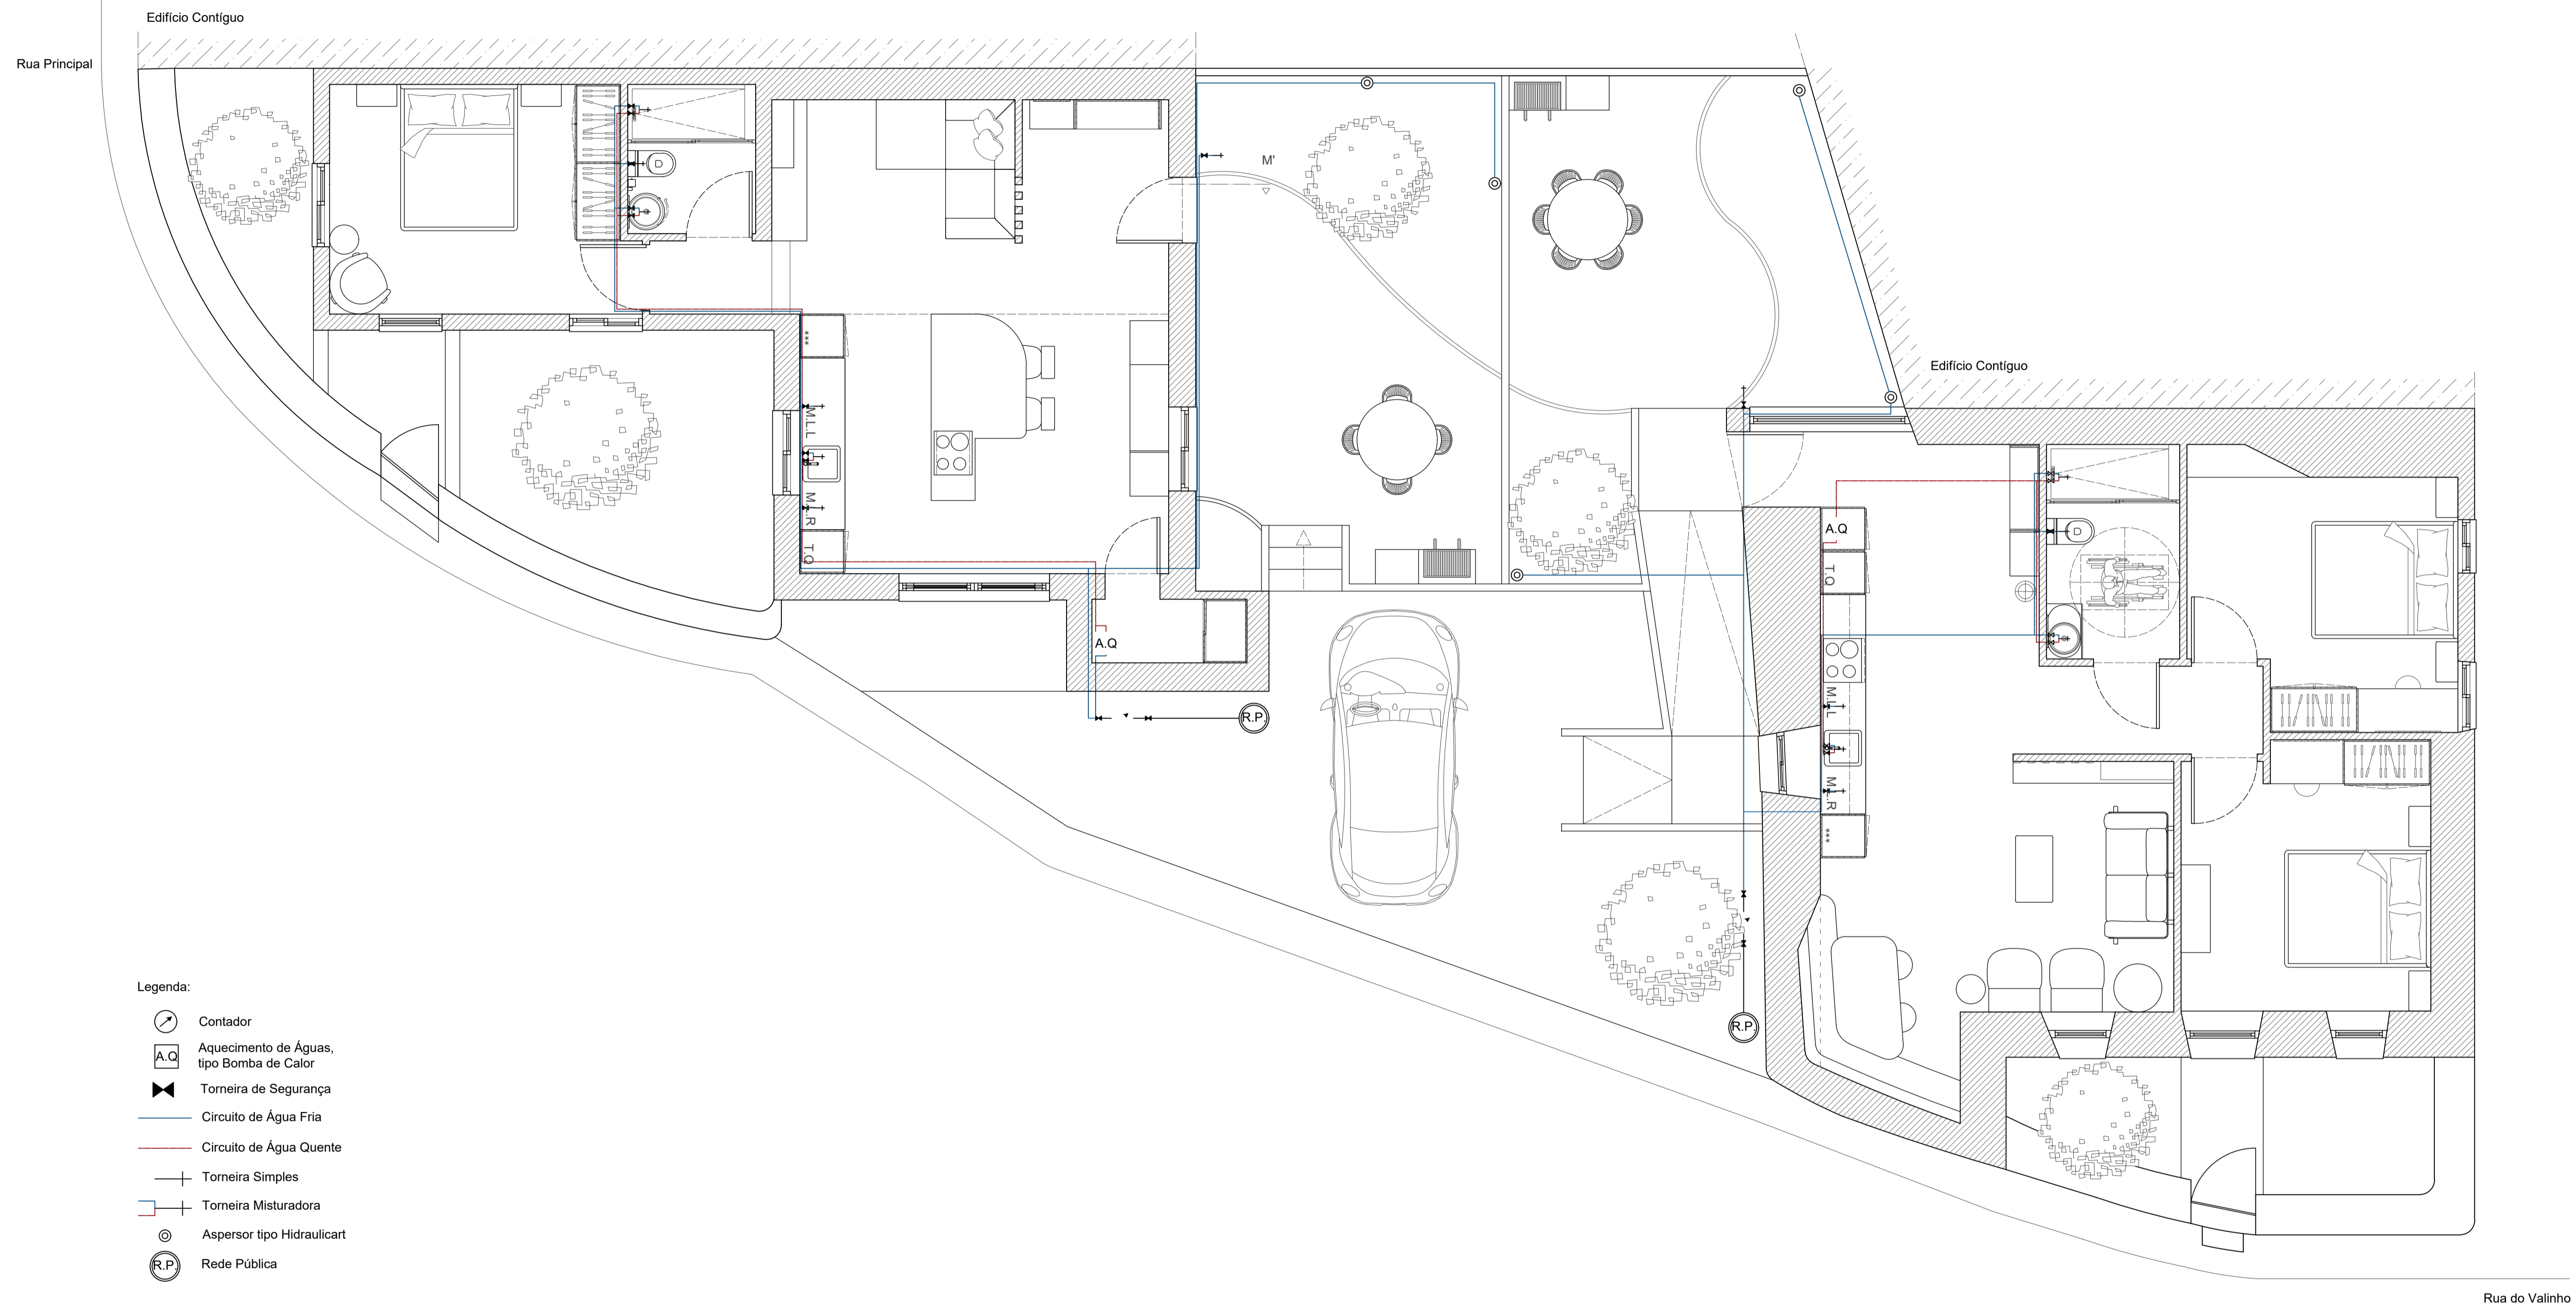 Edifício Contíguo
Rua Principal
M'
Edifício Contíguo
***
M.L.L
M.L.R
T.Q
A.Q
R.P.
A.Q
T.Q
M.L.L
M.L.R
***
R.P.
Legenda:
Contador
A.Q
Aquecimento de Águas,
tipo Bomba de Calor
Torneira de Segurança
Circuito de Água Fria
Circuito de Água Quente
Torneira Simples
Torneira Misturadora
Aspersor tipo Hidraulicart
R.P.
Rede Pública
Rua do Valinho